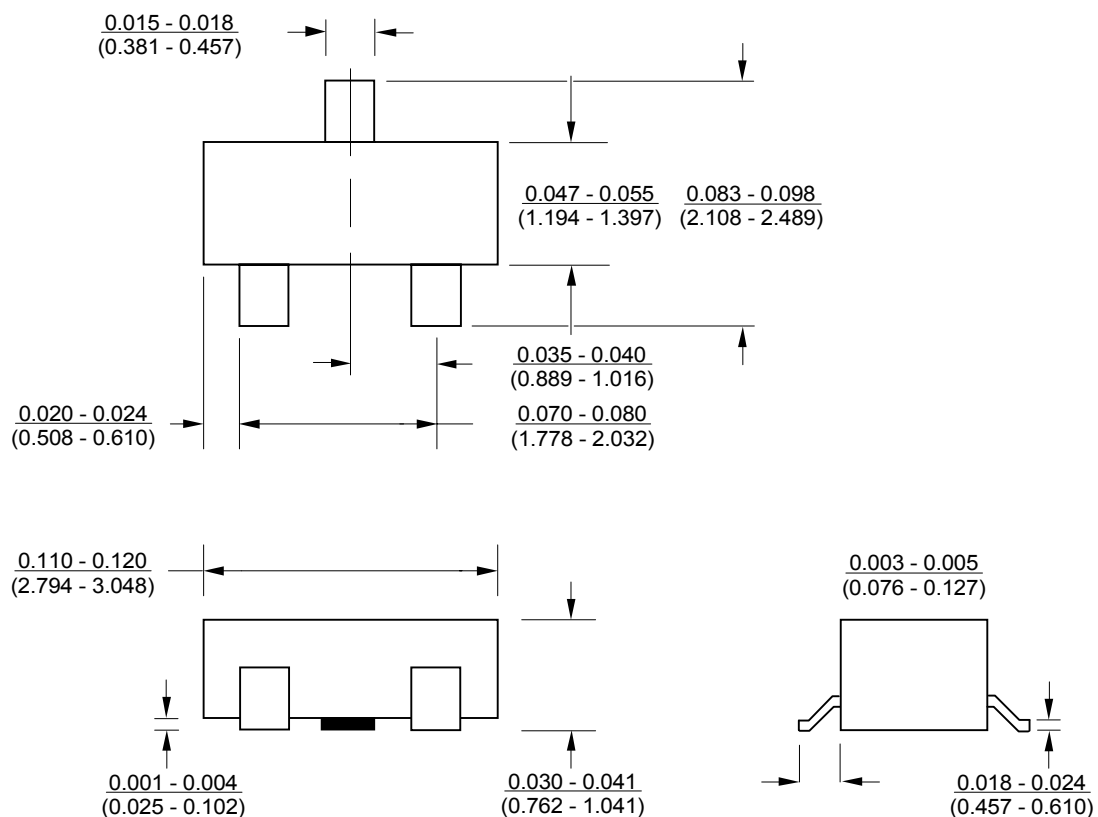 0.015 - 0.018
(0.381 - 0.457)
0.047 - 0.055
(1.194 - 1.397)
0.083 - 0.098
(2.108 - 2.489)
0.035 - 0.040
(0.889 - 1.016)
0.020 - 0.024
(0.508 - 0.610)
0.070 - 0.080
(1.778 - 2.032)
0.110 - 0.120
(2.794 - 3.048)
0.003 - 0.005
(0.076 - 0.127)
0.001 - 0.004
(0.025 - 0.102)
0.030 - 0.041
(0.762 - 1.041)
0.018 - 0.024
(0.457 - 0.610)